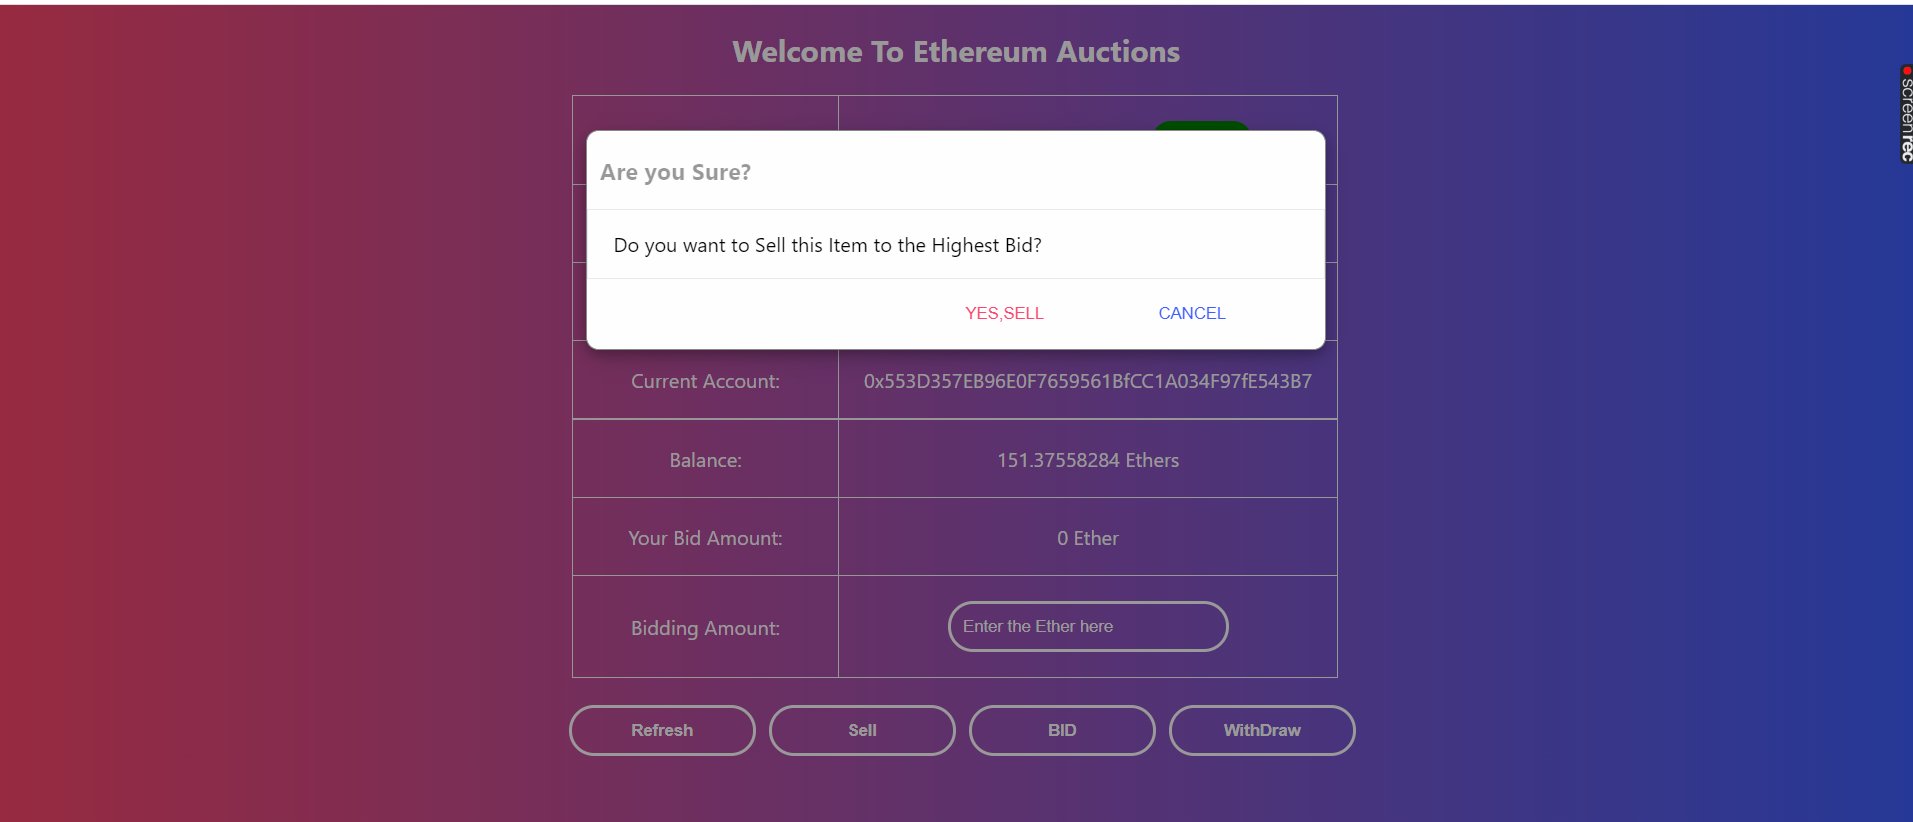 Welcome To Ethereum Auctions
Are you Sure?
Do you want to Sell this Item to the Highest Bid?
YES,SELL CANCEL
Current Account: 0x553D357EB96E0F7659561BfCC1A034F97fE543B7
Balance: 151.37558284 Ethers
Your Bid Amount: 0 Ether
Bidding Amount: Enter the Ether here
Refresh Sell BID WithDraw
screenrec